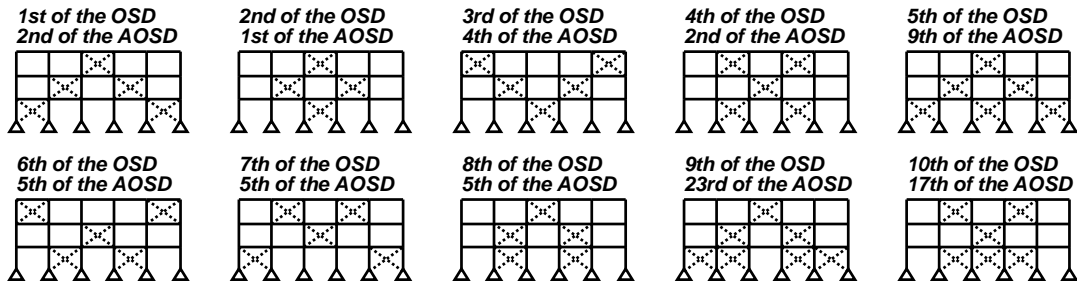 1st of the OSD
2nd of the AOSD
2nd of the OSD
1st of the AOSD
3rd of the OSD
4th of the AOSD
4th of the OSD
2nd of the AOSD
5th of the OSD
9th of the AOSD
6th of the OSD
5th of the AOSD
7th of the OSD
5th of the AOSD
8th of the OSD
5th of the AOSD
9th of the OSD
23rd of the AOSD
10th of the OSD
17th of the AOSD